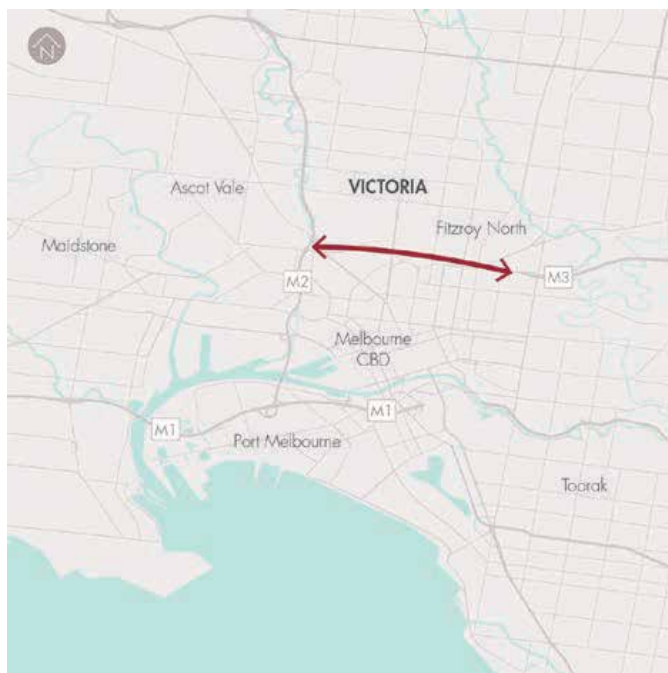 N
Ascot Vale
VICTORIA
Fitzroy North
Maidstone
M2
M3
Melbourne
CBD
M1
M1
Port Melbourne
Toorak